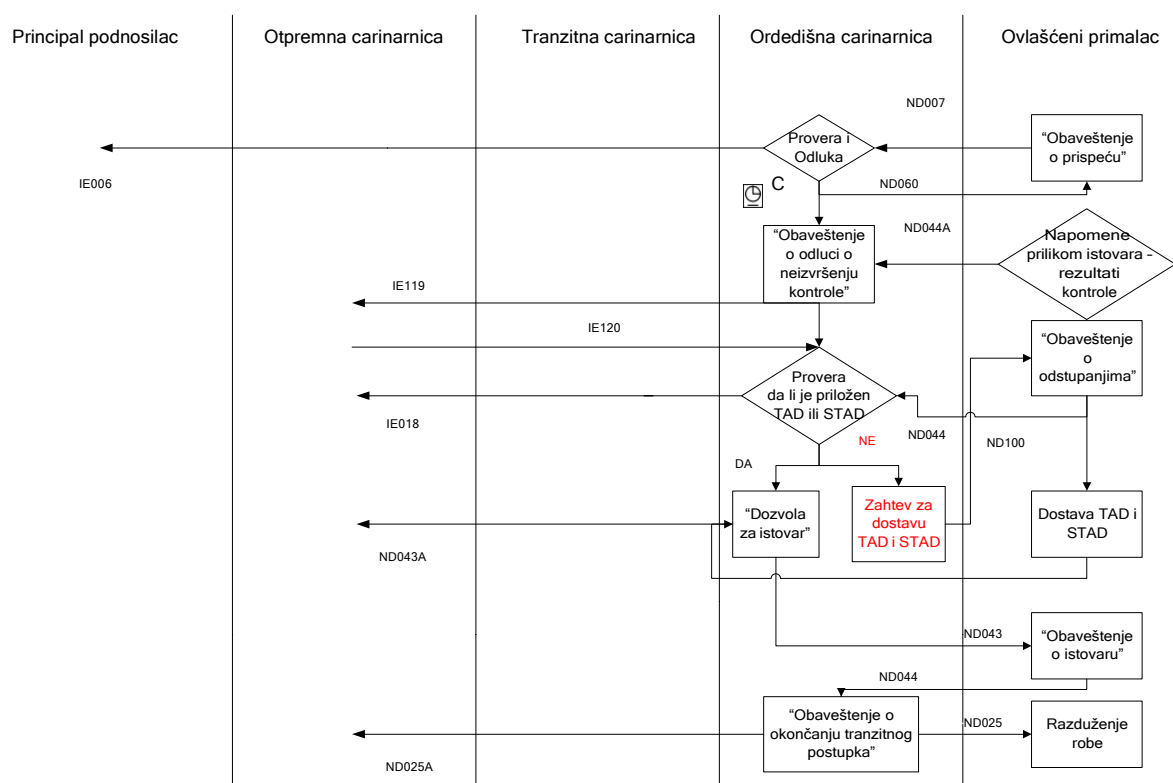 Principal podnosilac
Otpremna carinarnica
Tranzitna carinarnica
Ordedišna carinarnica
Ovlašćeni primalac
ND007
Provera i
Odluka
“Obaveštenje
o prispeću”
IE006
C
ND060
ND044A
“Obaveštenje
o odluci o
neizvršenju
kontrole”
Napomene
prilikom istovara -
rezultati
kontrole
IE119
IE120
“Obaveštenje
o
odstupanjima”
Provera
da li je priložen
TAD ili STAD
IE018
NE
ND044
ND100
DA
“Dozvola
za istovar”
Zahtev za
dostavu
TAD i STAD
Dostava TAD i
STAD
ND043A
ND043
“Obaveštenje
o istovaru”
ND044
“Obaveštenje o
okončanju tranzitnog
postupka”
ND025
Razduženje
robe
ND025A